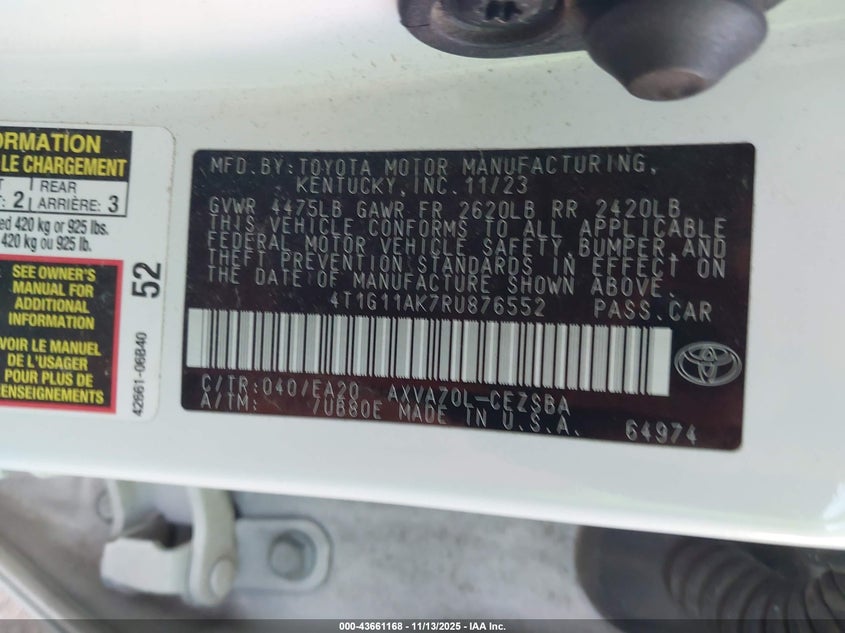 ORMATION
LE CHARGEMENT
T 2 REAR
T: 2 ARRIÈRE: 3
ed 420 kg or 925 lbs.
420 kg ou 925 lb.
SEE OWNER'S
MANUAL FOR
ADDITIONAL
INFORMATION
VOIR LE MANUEL
DE L'USAGER
POUR PLUS DE
RENSEIGNEMENTS
52
42661-06B40
MFD. BY: TOYOTA MOTOR MANUFACTURING,
KENTUCKY, INC. 11/23
GVWR 4475LB GAWR FR 2620LB RR 2420LB
THIS VEHICLE CONFORMS TO ALL APPLICABLE
FEDERAL MOTOR VEHICLE SAFETY, BUMPER, AND
THEFT PREVENTION STANDARDS IN EFFECT ON
THE DATE OF MANUFACTURE SHOWN ABOVE.
4T1G11AK7RU876552 PASS. CAR
C/TR: 040/EA20 AXVA70L-CEZSBA
A/TM: 7UB80E MADE IN U.S.A.
64974
000-43661168 - 11/13/2025 - IAA Inc.